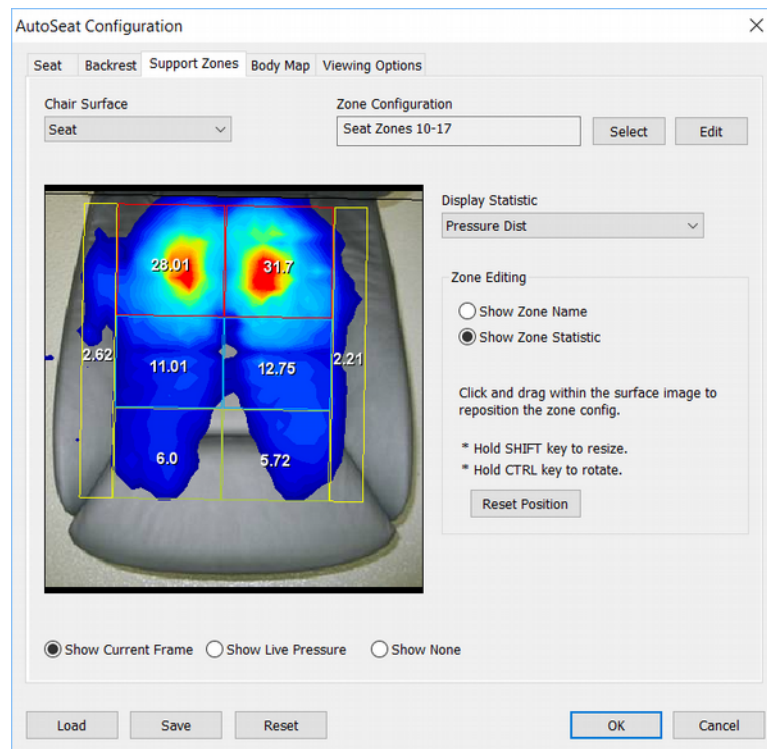 AutoSeat Configuration
Seat Backrest Support Zones Body Map Viewing Options
Chair Surface
Seat
Zone Configuration
Seat Zones 10-17
Select Edit
28.01 31.7
2.62 11.01 12.75 2.21
6.0 5.72
Display Statistic
Pressure Dist
Zone Editing
Show Zone Name
Show Zone Statistic
Click and drag within the surface image to
reposition the zone config.
* Hold SHIFT key to resize.
* Hold CTRL key to rotate.
Reset Position
Show Current Frame Show Live Pressure Show None
Load Save Reset OK Cancel